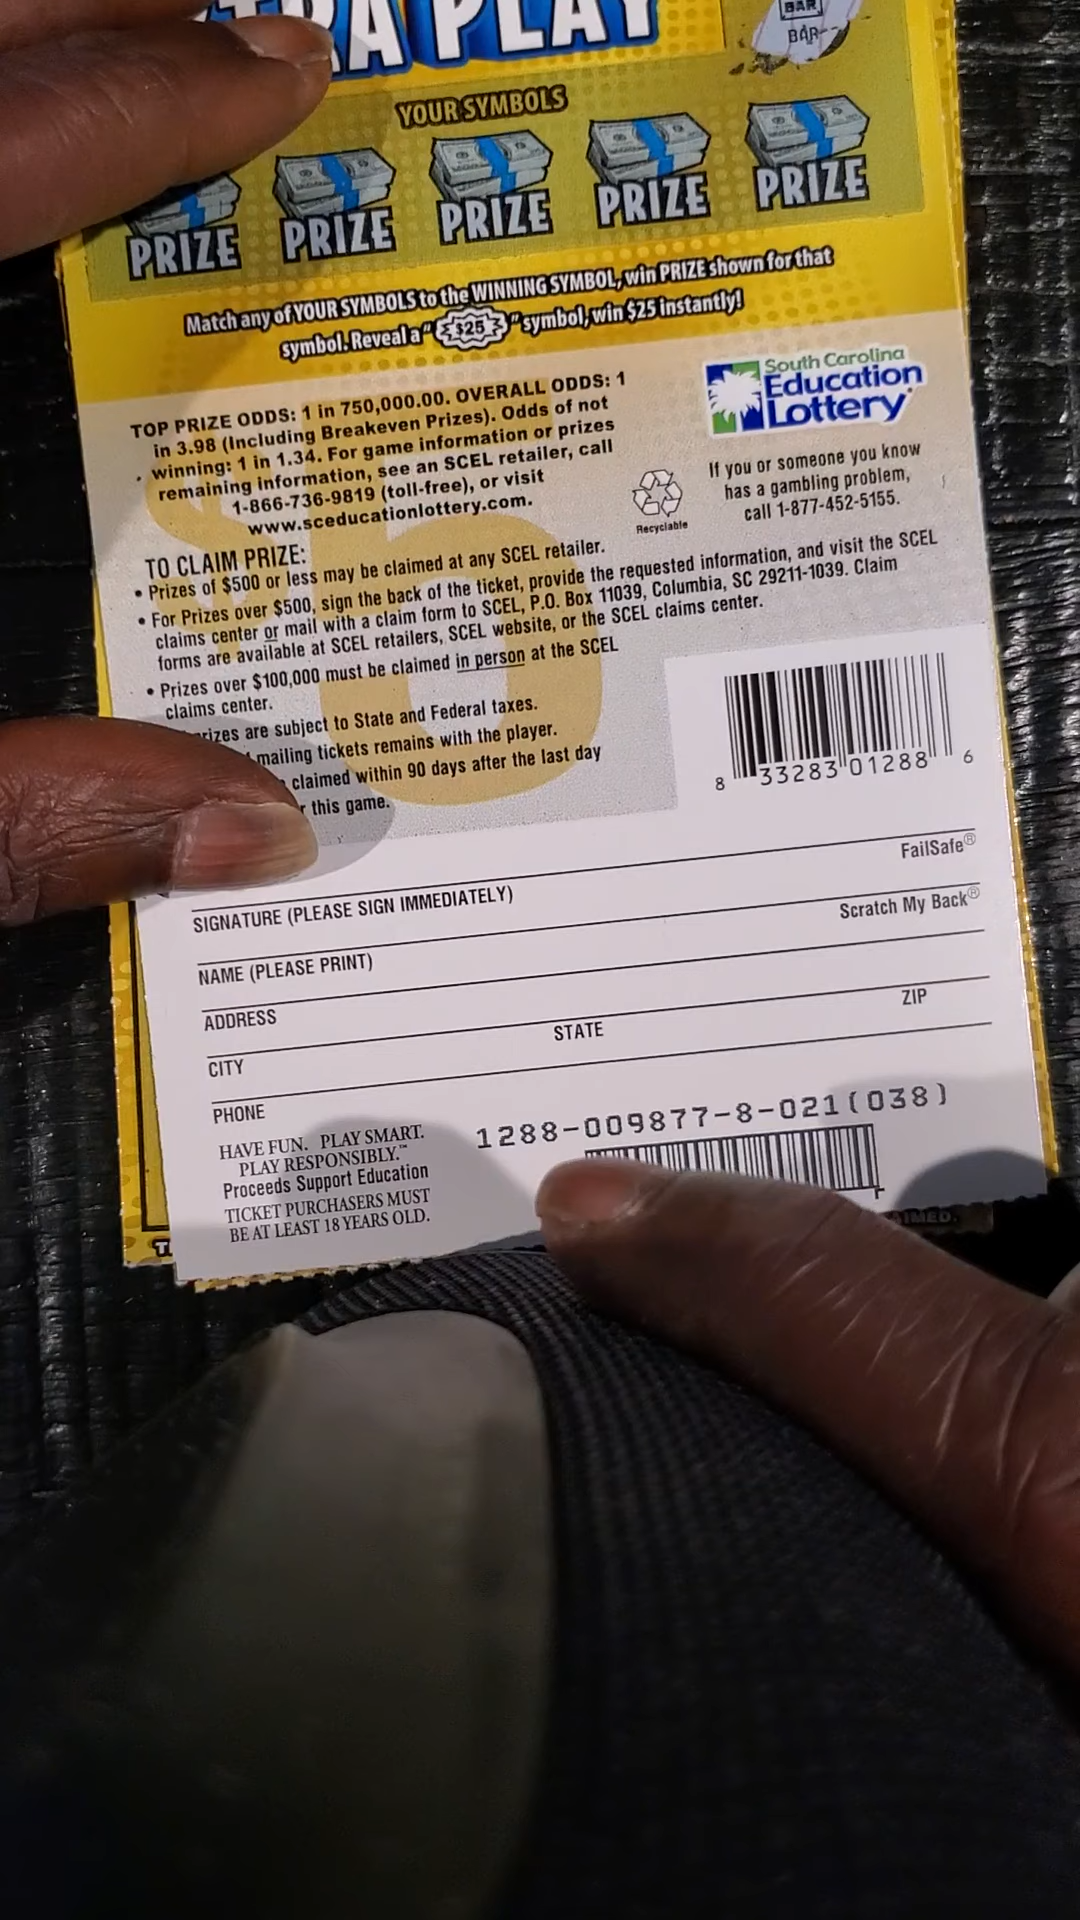 RA PLAY
BAR
BAR
YOUR SYMBOLS
PRIZE PRIZE PRIZE PRIZE PRIZE
Match any of YOUR SYMBOLS to the WINNING SYMBOL, win PRIZE shown for that
symbol. Reveal a " $25 " symbol, win $25 instantly!
TOP PRIZE ODDS: 1 in 750,000.00. OVERALL ODDS: 1
in 3.98 (Including Breakeven Prizes). Odds of not
winning: 1 in 1.34. For game information or prizes
remaining information, see an SCEL retailer, call
1-866-736-9819 (toll-free), or visit
www.sceducationlottery.com.
South Carolina
Education
Lottery
Recyclable
If you or someone you know
has a gambling problem,
call 1-877-452-5155.
TO CLAIM PRIZE:
• Prizes of $500 or less may be claimed at any SCEL retailer.
• For Prizes over $500, sign the back of the ticket, provide the requested information, and visit the SCEL
claims center or mail with a claim form to SCEL, P.O. Box 11039, Columbia, SC 29211-1039. Claim
forms are available at SCEL retailers, SCEL website, or the SCEL claims center.
• Prizes over $100,000 must be claimed in person at the SCEL
claims center.
rizes are subject to State and Federal taxes.
mailing tickets remains with the player.
claimed within 90 days after the last day
r this game.
$6
8 33283 01288 6
FailSafe®
SIGNATURE (PLEASE SIGN IMMEDIATELY)
Scratch My Back®
NAME (PLEASE PRINT)
ADDRESS
CITY STATE ZIP
PHONE
1288-009877-8-021(038)
HAVE FUN. PLAY SMART.
PLAY RESPONSIBLY.™
Proceeds Support Education
TICKET PURCHASERS MUST
BE AT LEAST 18 YEARS OLD.